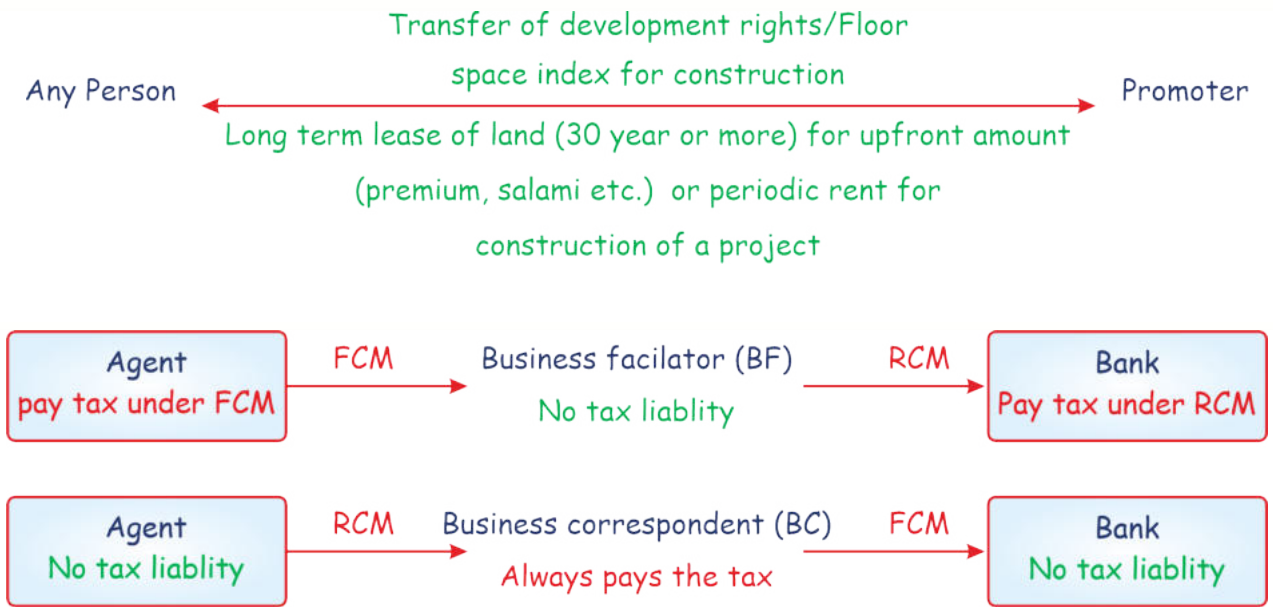 Transfer of development rights/Floor
space index for construction
Any Person
Promoter
Long term lease of land (30 year or more) for upfront amount
(premium, salami etc.) or periodic rent for
construction of a project
Agent
pay tax under FCM
FCM
Business facilator (BF)
No tax liablity
RCM
Bank
Pay tax under RCM
Agent
No tax liablity
RCM
Business correspondent (BC)
Always pays the tax
FCM
Bank
No tax liablity